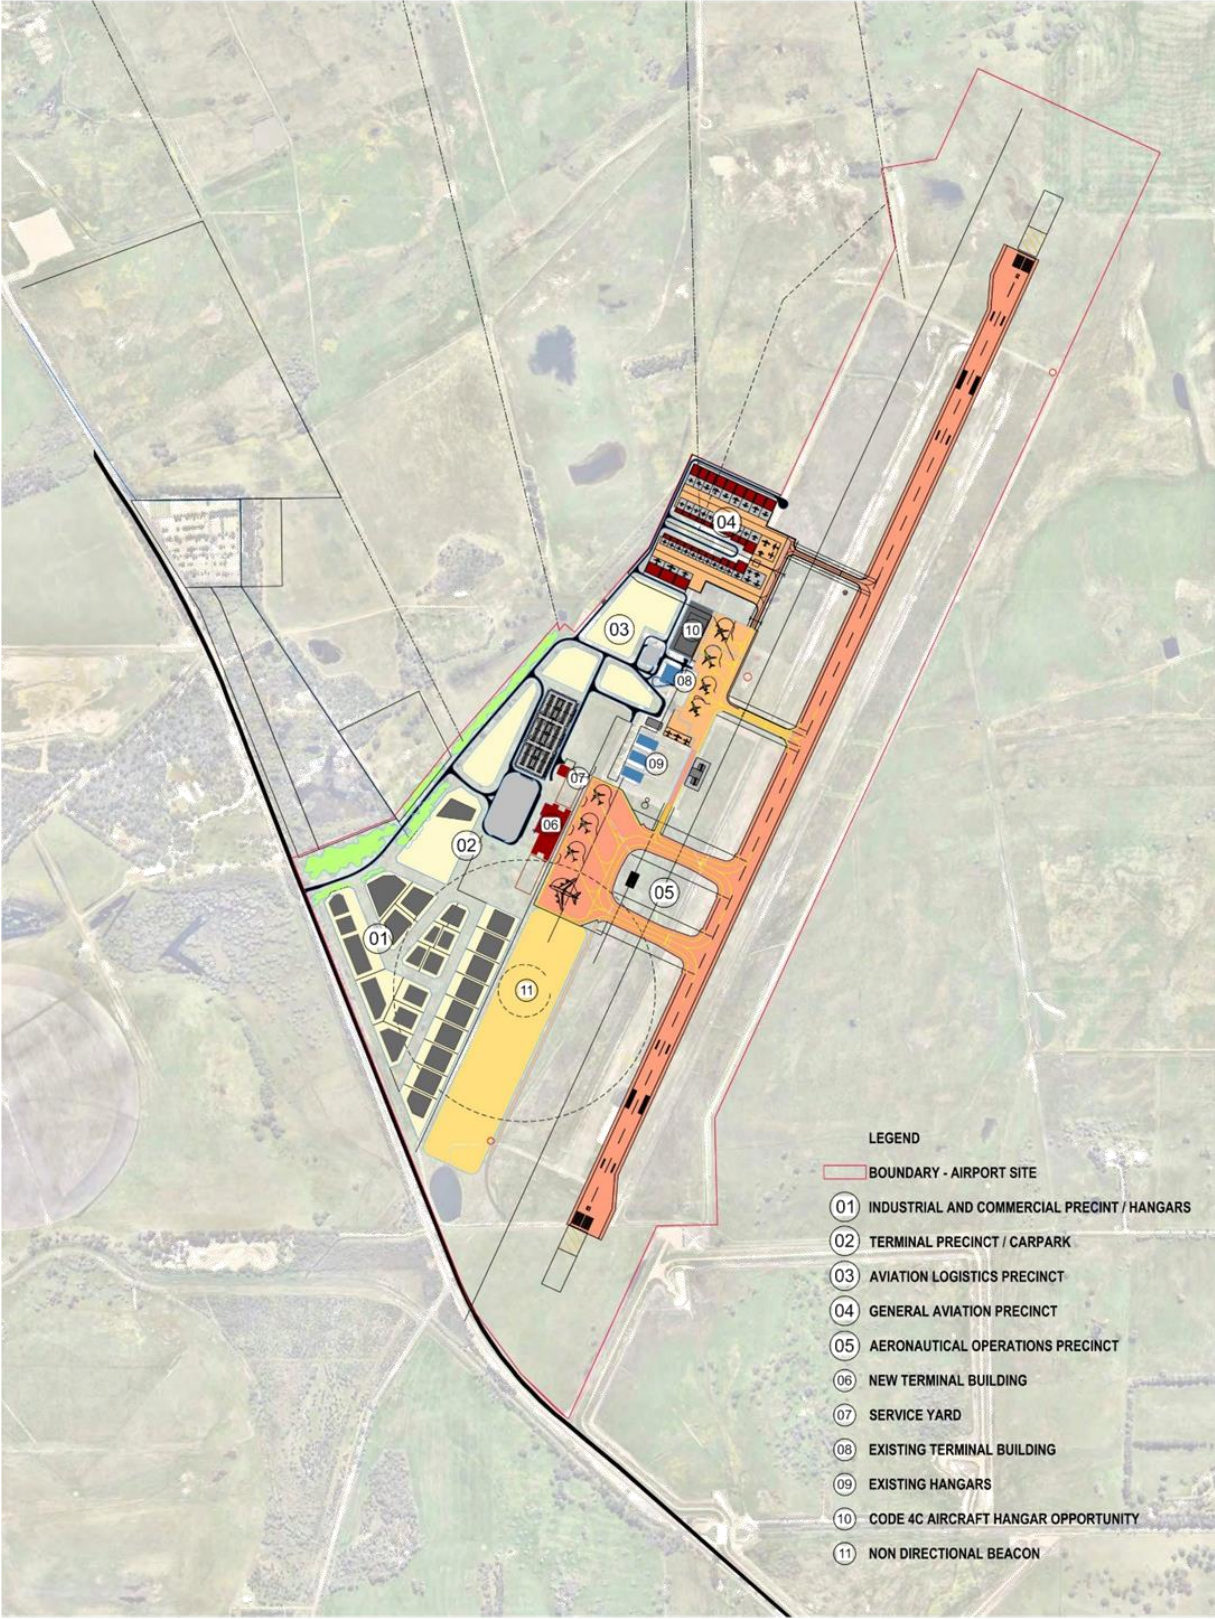 04
03
10
08
09
07
06
02
05
01
11
LEGEND
BOUNDARY - AIRPORT SITE
01 INDUSTRIAL AND COMMERCIAL PRECINT / HANGARS
02 TERMINAL PRECINCT / CARPARK
03 AVIATION LOGISTICS PRECINCT
04 GENERAL AVIATION PRECINCT
05 AERONAUTICAL OPERATIONS PRECINCT
06 NEW TERMINAL BUILDING
07 SERVICE YARD
08 EXISTING TERMINAL BUILDING
09 EXISTING HANGARS
10 CODE 4C AIRCRAFT HANGAR OPPORTUNITY
11 NON DIRECTIONAL BEACON